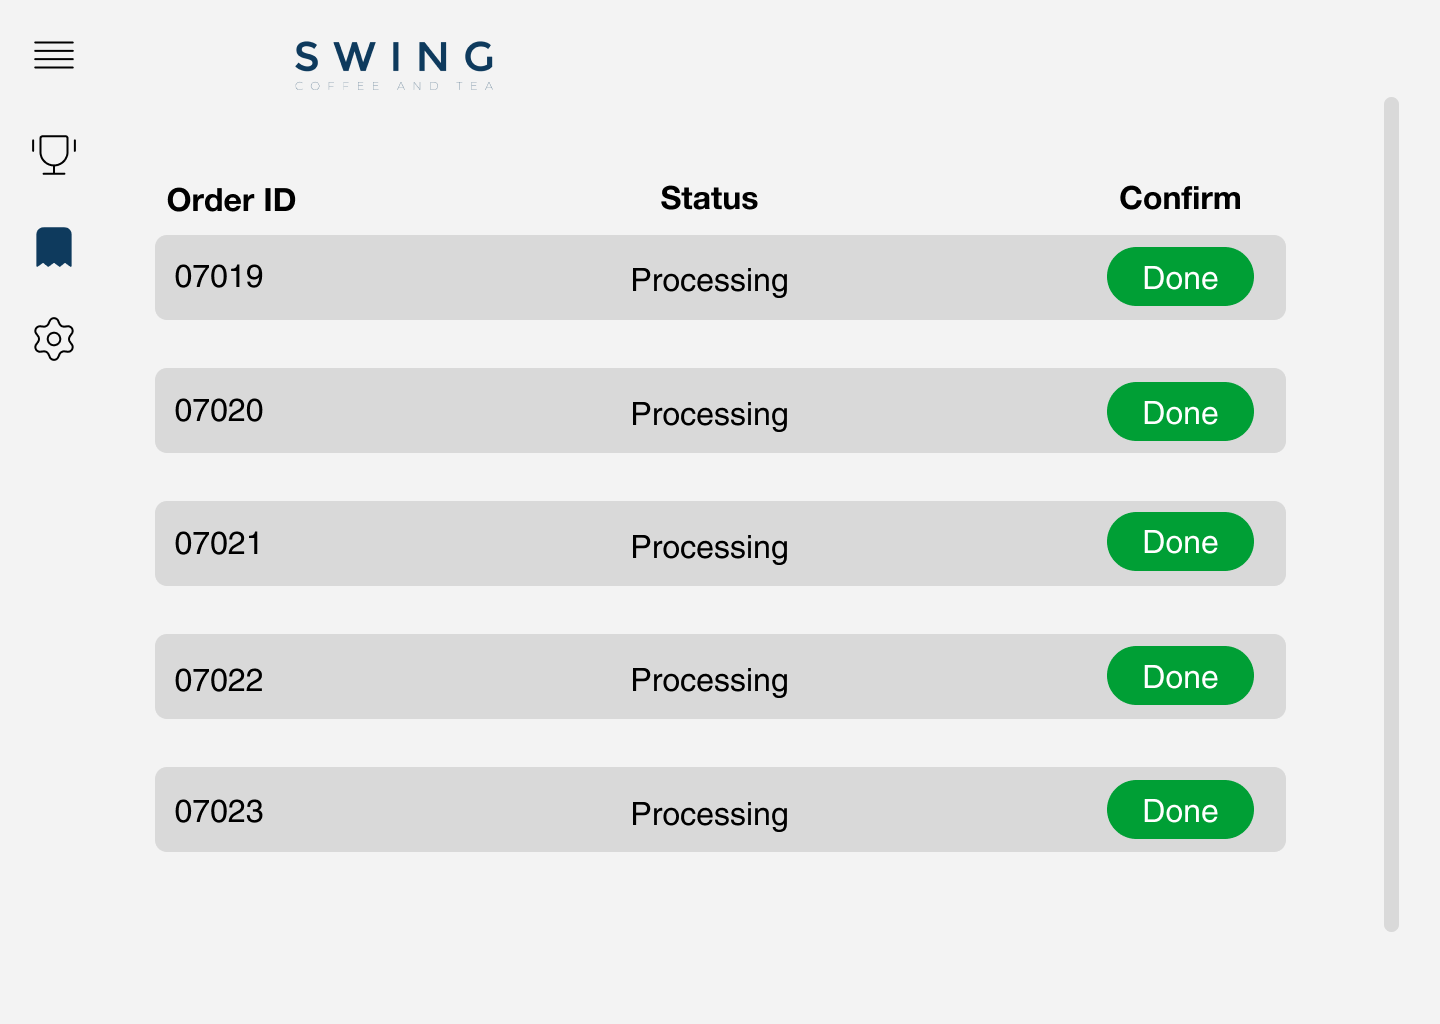 SWING
COFFEE AND TEA
Order ID Status Confirm
07019 Processing Done
07020 Processing Done
07021 Processing Done
07022 Processing Done
07023 Processing Done